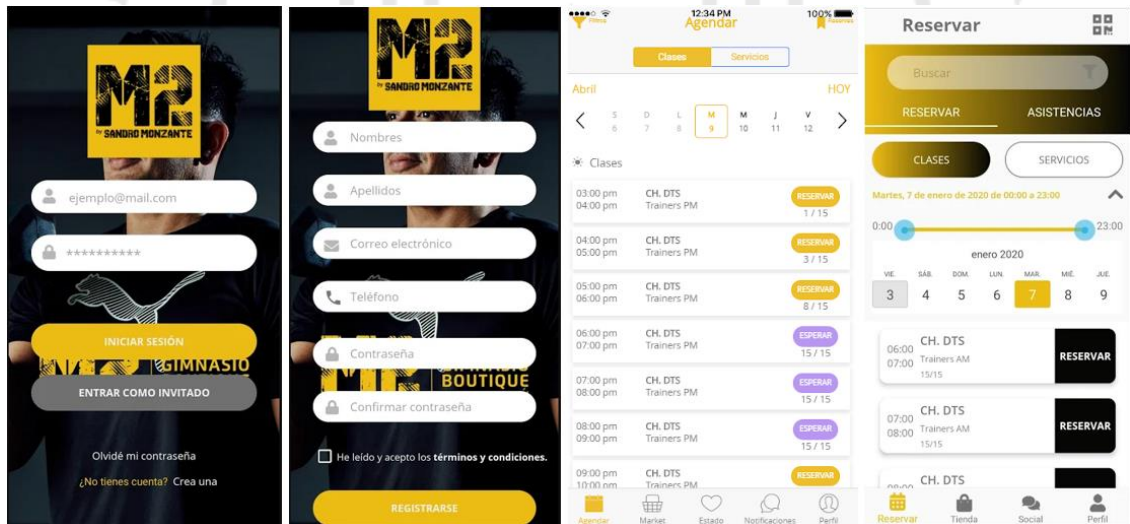 M2
by SANDRO MONZANTE
ejemplo@mail.com
**********
INICIAR SESIÓN
GIMNASIO
ENTRAR COMO INVITADO
Olvidé mi contraseña
¿No tienes cuenta? Crea una
M2
by SANDRO MONZANTE
Nombres
Apellidos
Correo electrónico
Teléfono
Contraseña
M2
BOUTIQUE
Confirmar contraseña
He leído y acepto los términos y condiciones.
REGISTRARSE
12:34 PM
100%
Filtros
Agendar
Reservas
Clases
Servicios
Abril
HOY
S D L M M J V
6 7 8 9 10 11 12
Clases
03:00 pm CH. DTS RESERVAR
04:00 pm Trainers PM 1 / 15
04:00 pm CH. DTS RESERVAR
05:00 pm Trainers PM 3 / 15
05:00 pm CH. DTS RESERVAR
06:00 pm Trainers PM 8 / 15
06:00 pm CH. DTS ESPERAR
07:00 pm Trainers PM 15 / 15
07:00 pm CH. DTS ESPERAR
08:00 pm Trainers PM 15 / 15
08:00 pm CH. DTS ESPERAR
09:00 pm Trainers PM 15 / 15
09:00 pm CH. DTS RESERVAR
10:00 pm Trainers PM
Agendar Market Estado Notificaciones Perfil
Reservar
Buscar
RESERVAR ASISTENCIAS
CLASES SERVICIOS
Martes, 7 de enero de 2020 de 00:00 a 23:00
0:00 23:00
enero 2020
VIE. SÁB. DOM. LUN. MAR. MIÉ. JUE.
3 4 5 6 7 8 9
06:00 CH. DTS
07:00 Trainers AM RESERVAR
15/15
07:00 CH. DTS
08:00 Trainers AM RESERVAR
15/15
08:00 CH. DTS
Reservar Tienda Social Perfil